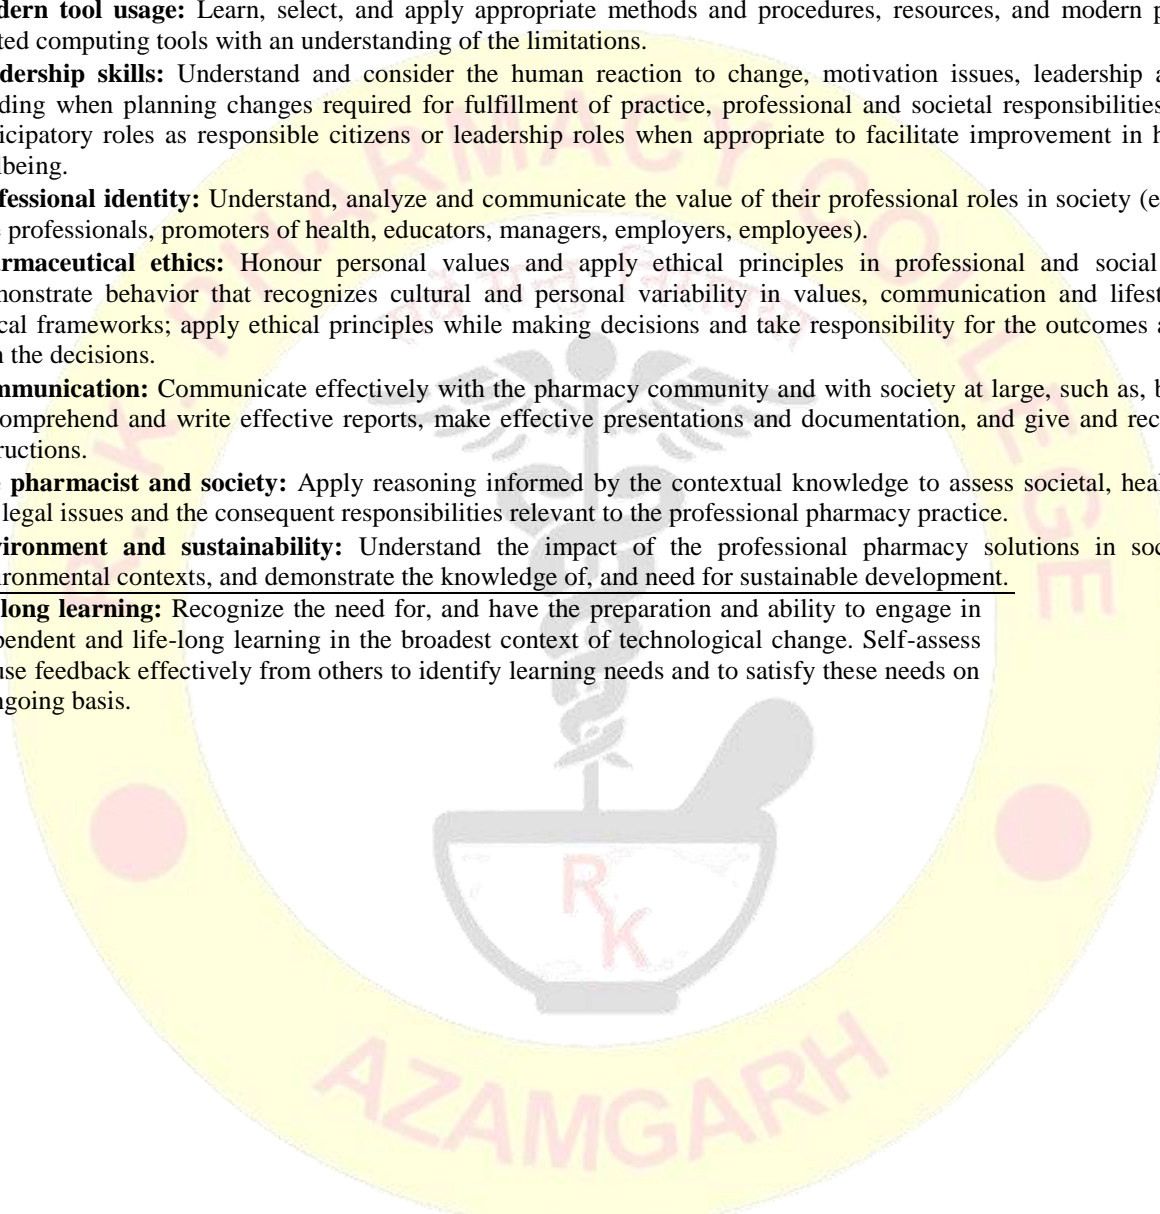 dern tool usage: Learn, select, and apply appropriate methods and procedures, resources, and modern p
ted computing tools with an understanding of the limitations.
dership skills: Understand and consider the human reaction to change, motivation issues, leadership a
ding when planning changes required for fulfillment of practice, professional and societal responsibilities
icipatory roles as responsible citizens or leadership roles when appropriate to facilitate improvement in h
lbeing.
fessional identity: Understand, analyze and communicate the value of their professional roles in society (e
e professionals, promoters of health, educators, managers, employers, employees).
armaceutical ethics: Honour personal values and apply ethical principles in professional and social
monstrate behavior that recognizes cultural and personal variability in values, communication and lifest
ical frameworks; apply ethical principles while making decisions and take responsibility for the outcomes a
h the decisions.
mmunication: Communicate effectively with the pharmacy community and with society at large, such as, b
comprehend and write effective reports, make effective presentations and documentation, and give and rec
ructions.
e pharmacist and society: Apply reasoning informed by the contextual knowledge to assess societal, heal
legal issues and the consequent responsibilities relevant to the professional pharmacy practice.
vironment and sustainability: Understand the impact of the professional pharmacy solutions in soc
ironmental contexts, and demonstrate the knowledge of, and need for sustainable development.
long learning: Recognize the need for, and have the preparation and ability to engage in
pendent and life-long learning in the broadest context of technological change. Self-assess
use feedback effectively from others to identify learning needs and to satisfy these needs on
ngoing basis.
R.K. PHARMACY COLLEGE
RK
AZAMGARH